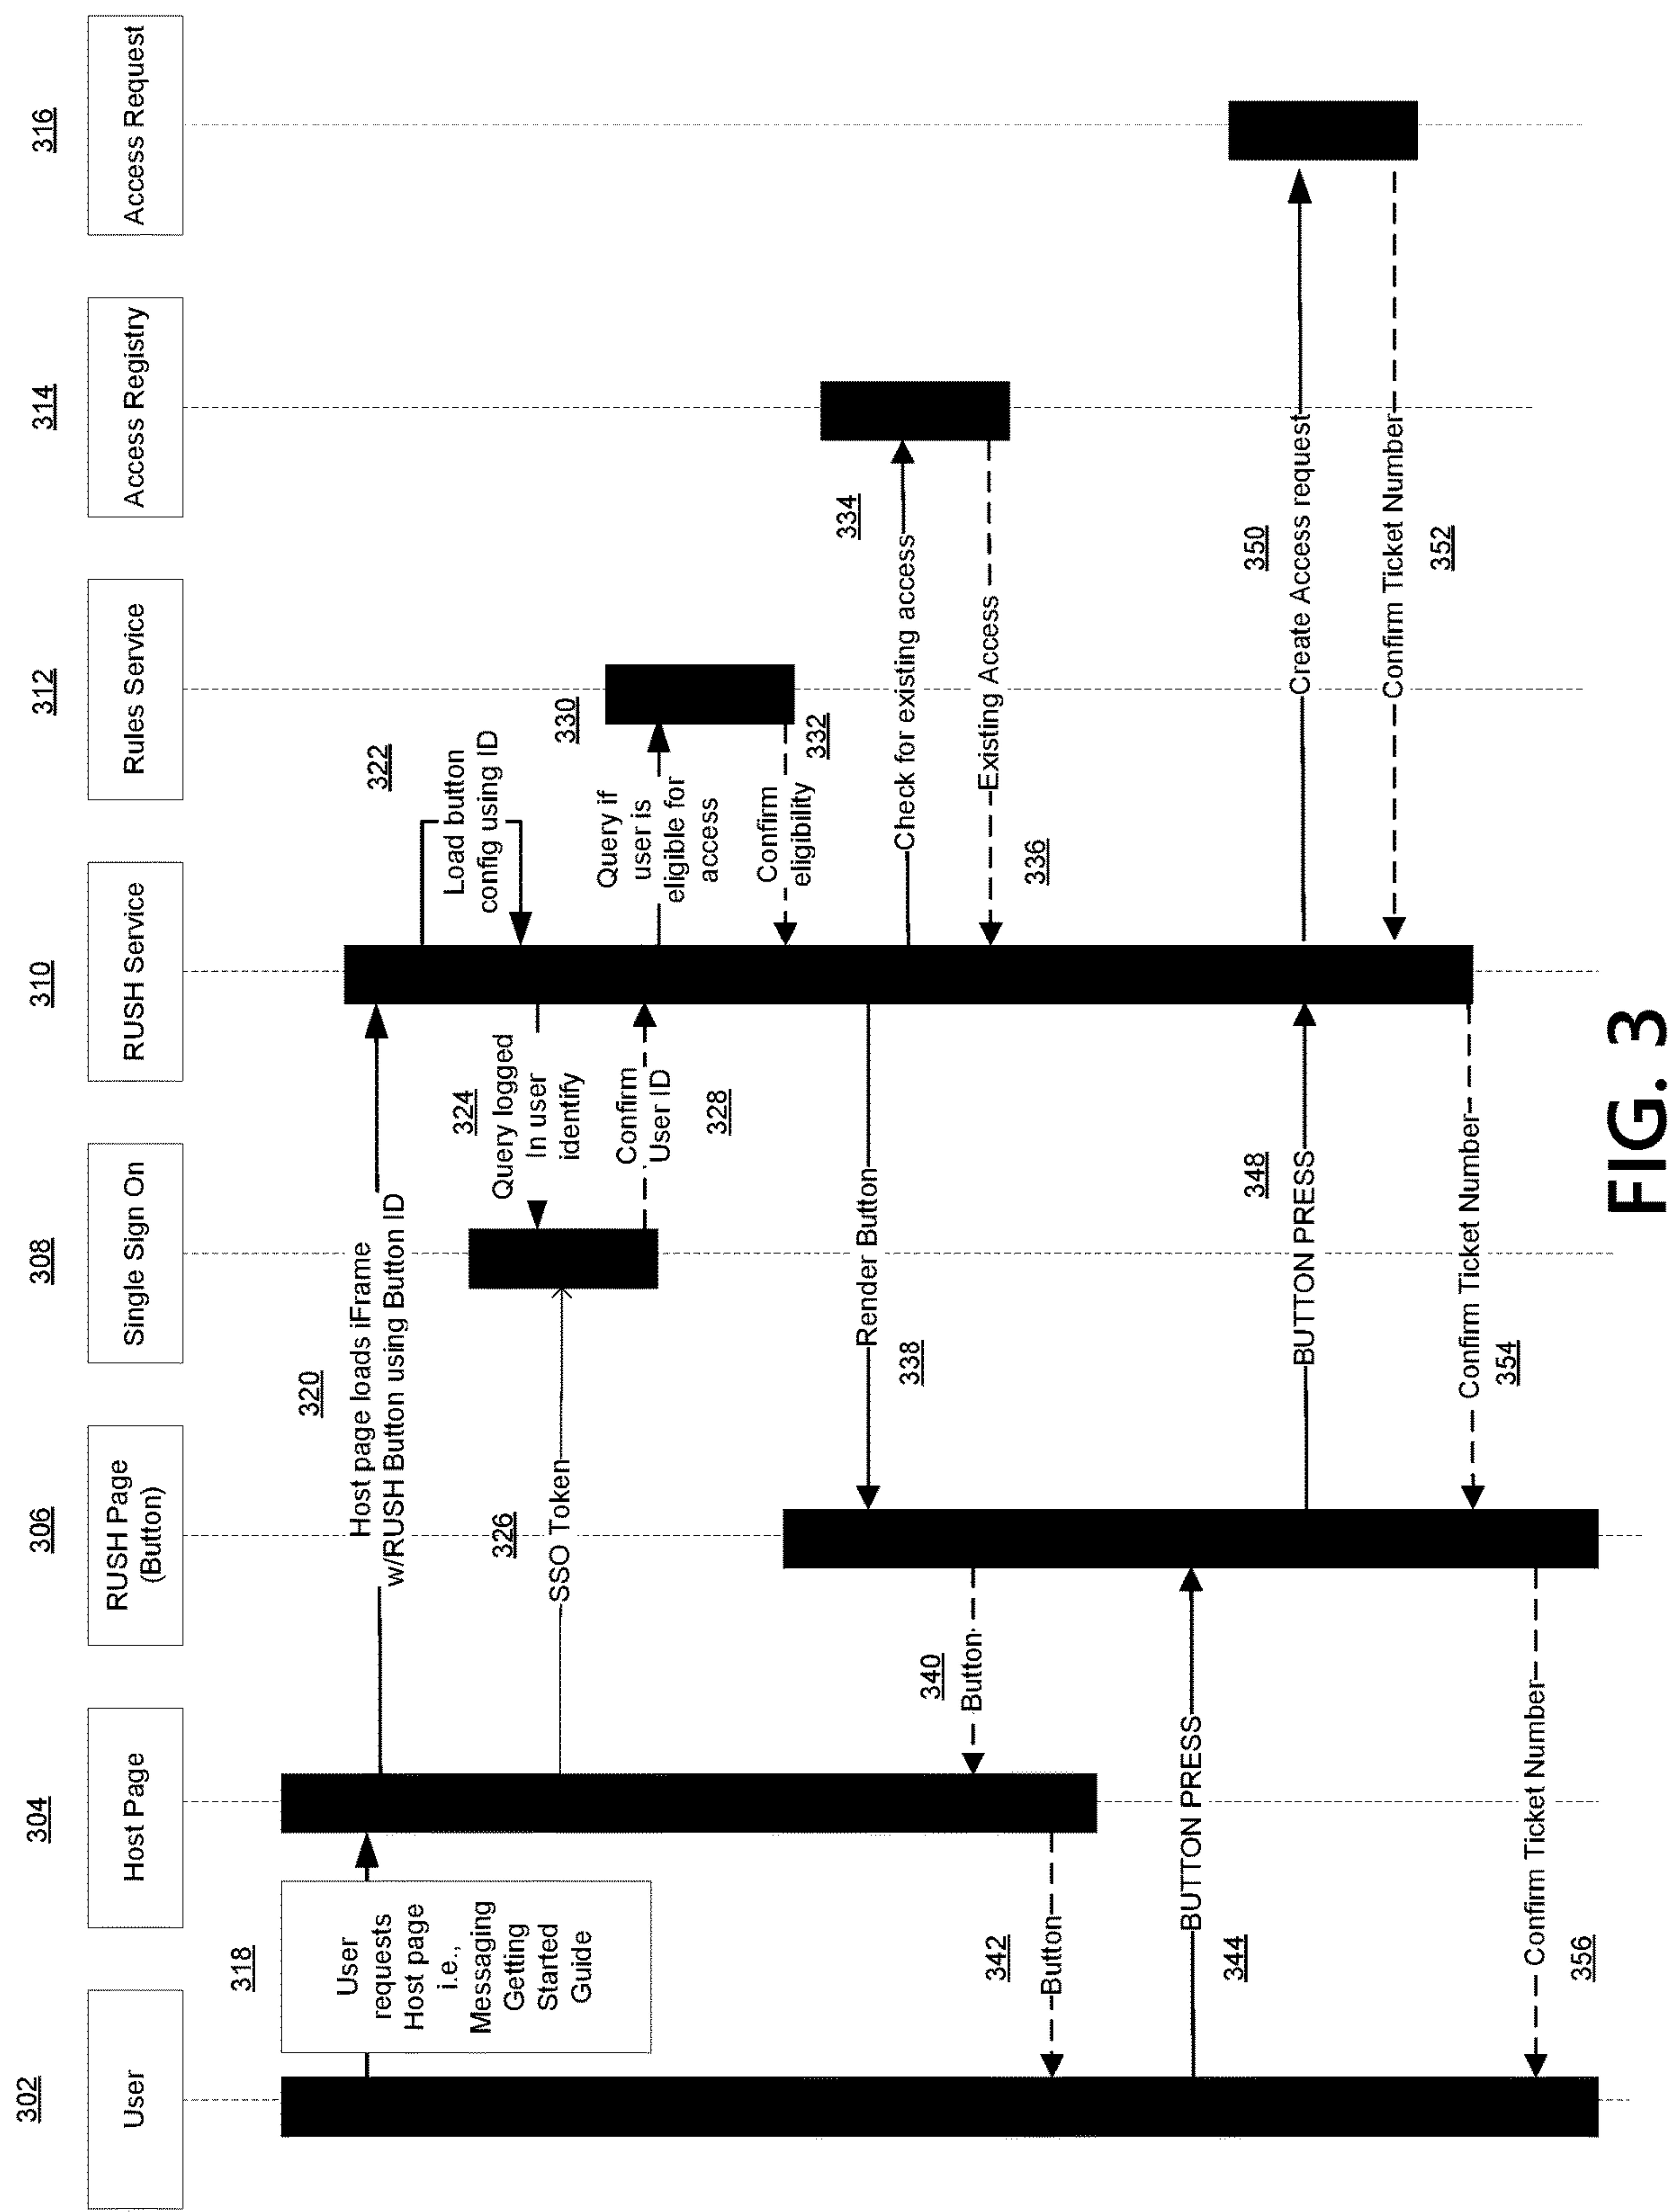 302
304
306
308
310
312
314
316
User
Host Page
RUSH Page
(Button)
Single Sign On
RUSH Service
Rules Service
Access Registry
Access Request
318
User
requests
Host page
i.e.,
Messaging
Getting
Started
Guide
320
Host page loads iFrame
w/RUSH Button using Button ID
322
Load button
config using ID
324
Query logged
In user
identify
326
SSO Token
Confirm
User ID
328
330
Query if
user is
eligible for
access
Confirm
eligibility
332
334
Check for existing access
Existing Access
336
Render Button
338
340
Button
342
Button
BUTTON PRESS
344
348
BUTTON PRESS
350
Create Access request
Confirm Ticket Number
352
Confirm Ticket Number
354
Confirm Ticket Number
356
FIG. 3